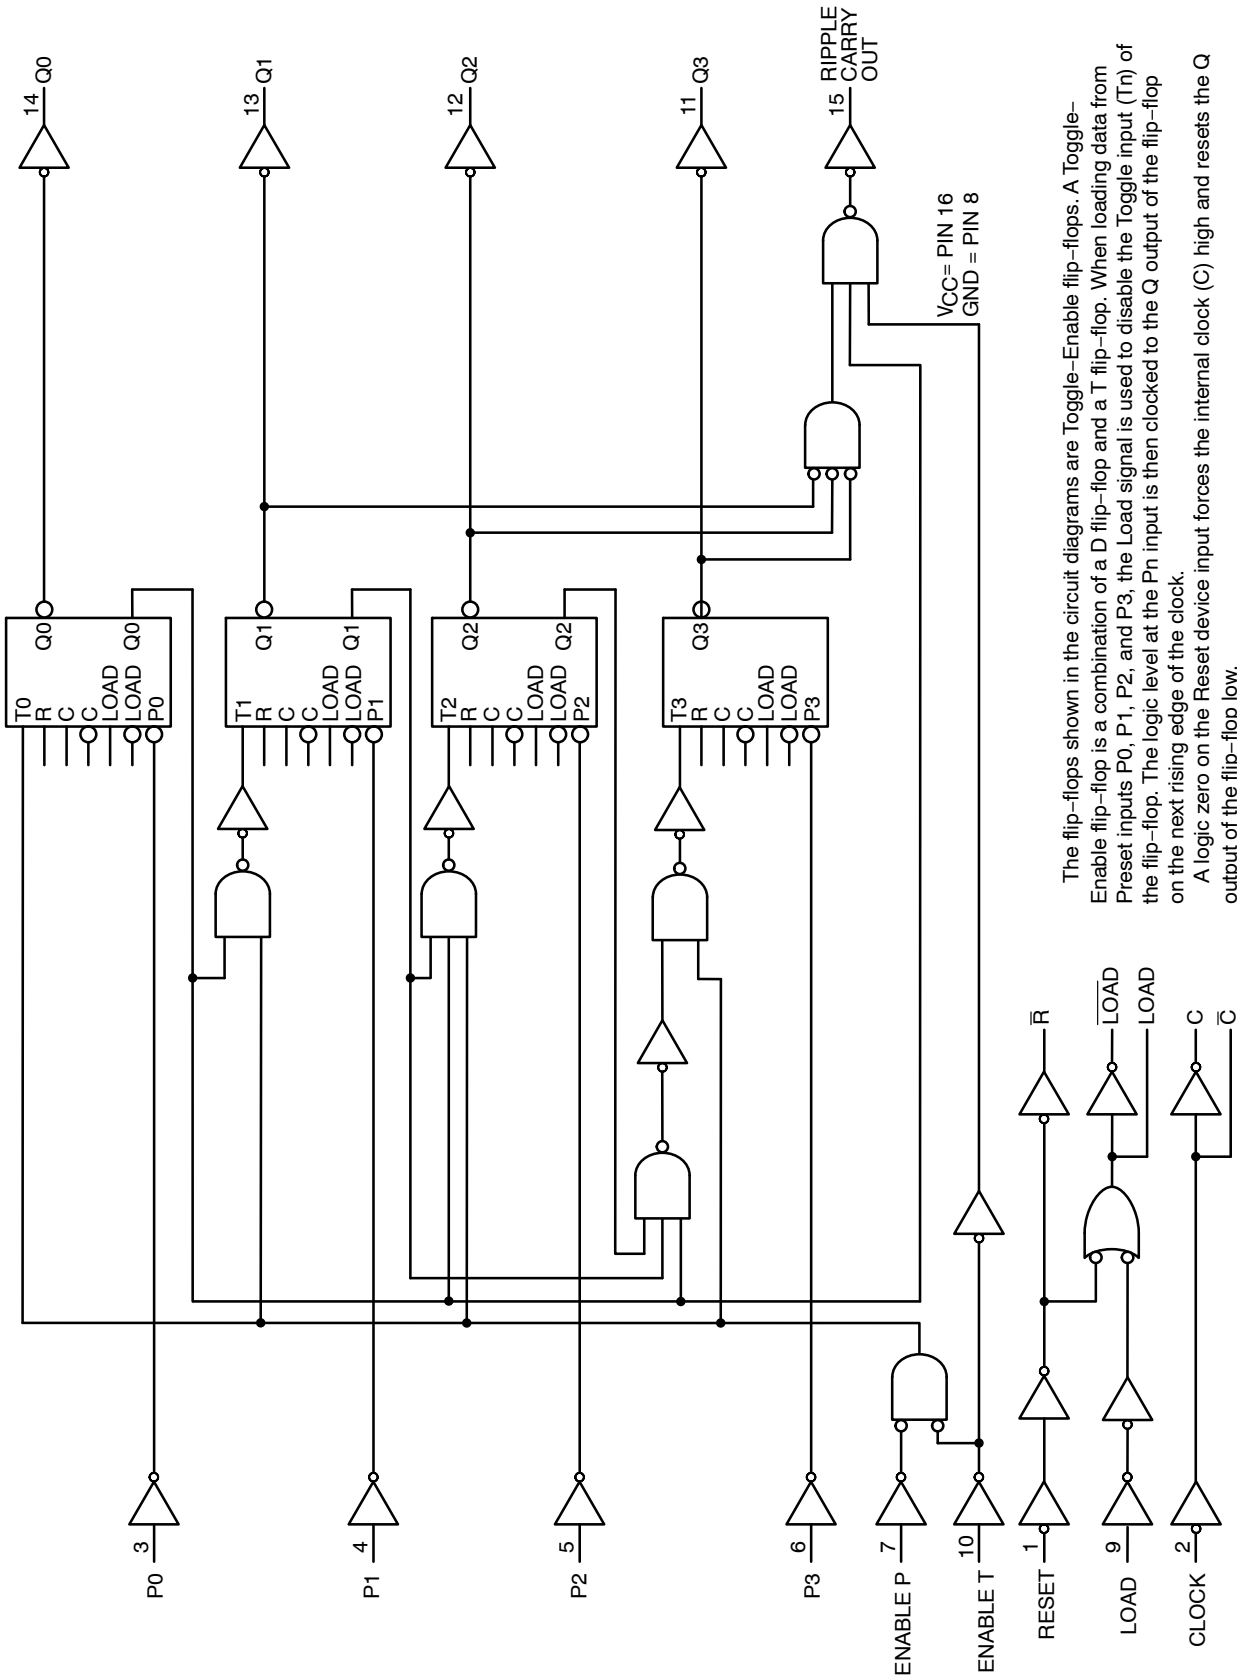 14 Q0
13 Q1
12 Q2
11 Q3
15 RIPPLE
CARRY
OUT
VCC= PIN 16
GND = PIN 8
T0
R
C
C
LOAD
LOAD
P0
Q0
Q0
T1
R
C
C
LOAD
LOAD
P1
Q1
Q1
T2
R
C
C
LOAD
LOAD
P2
Q2
Q2
T3
R
C
C
LOAD
LOAD
P3
Q3
P0 3
P1 4
P2 5
P3 6
ENABLE P 7
ENABLE T 10
RESET 1
LOAD 9
CLOCK 2
R̅
L̅O̅A̅D̅
LOAD
C
C̅
The flip−flops shown in the circuit diagrams are Toggle−Enable flip−flops. A Toggle−
Enable flip−flop is a combination of a D flip−flop and a T flip−flop. When loading data from
Preset inputs P0, P1, P2, and P3, the Load signal is used to disable the Toggle input (Tn) of
the flip−flop. The logic level at the Pn input is then clocked to the Q output of the flip−flop
on the next rising edge of the clock.
A logic zero on the Reset device input forces the internal clock (C) high and resets the Q
output of the flip−flop low.